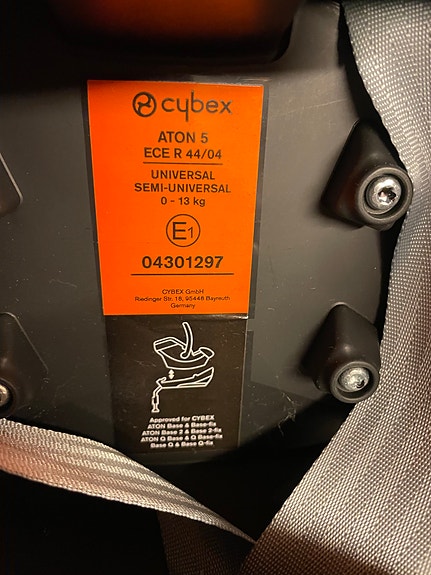 cybex
ATON 5
ECE R 44/04
UNIVERSAL
SEMI-UNIVERSAL
0 - 13 kg
E1
04301297
CYBEX GmbH
Riedinger Str. 18, 95448 Bayreuth
Germany
Approved for CYBEX
ATON Base & Base-fix
ATON Base 2 & Base 2-fix
ATON Q Base & Q Base-fix
Base Q & Base Q-fix